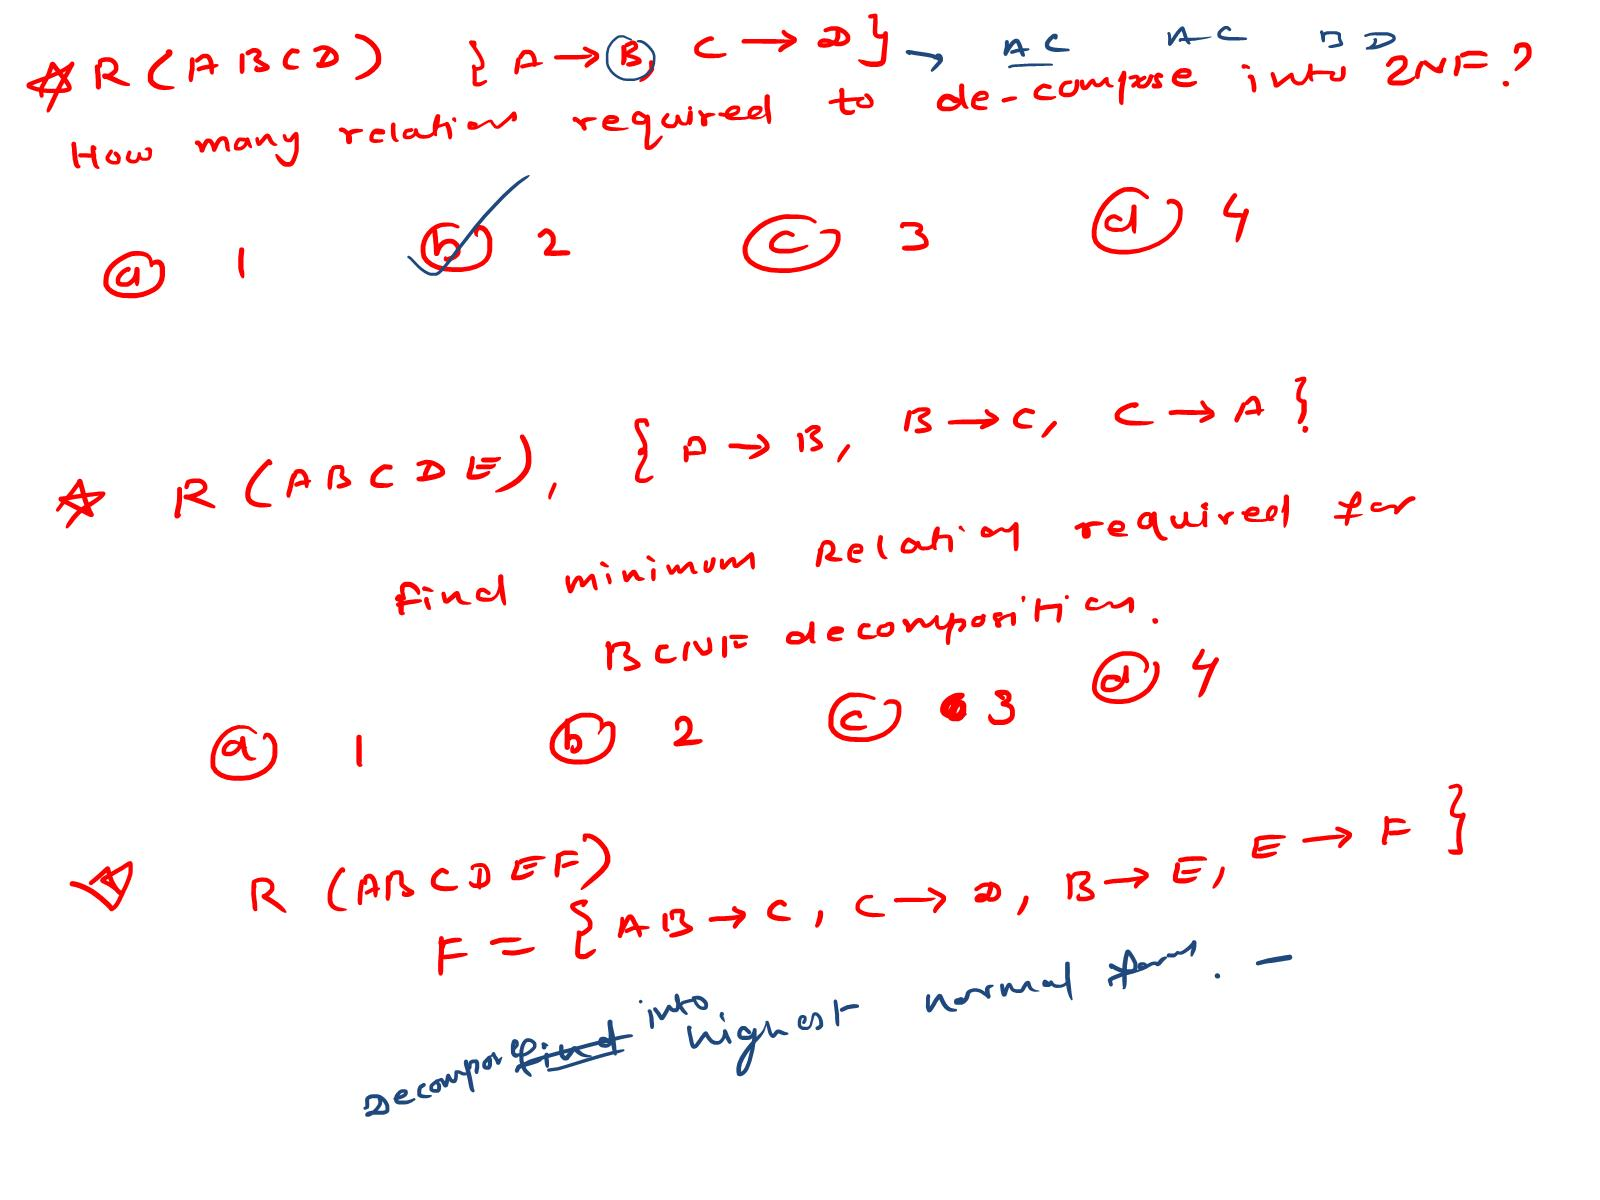 R(ABCD) { A → B, C → D } → AC AC BD
How many relation required to de-compose into 2NF?
a 1 b 2 c 3 d 4
R(ABCDE), { A → B, B → C, C → A }
find minimum Relation required for
BCNF decomposition.
a 1 b 2 c 3 d 4
R (ABCDEF)
F = { AB → C, C → D, B → E, E → F }
Decompose find into highest normal form. —